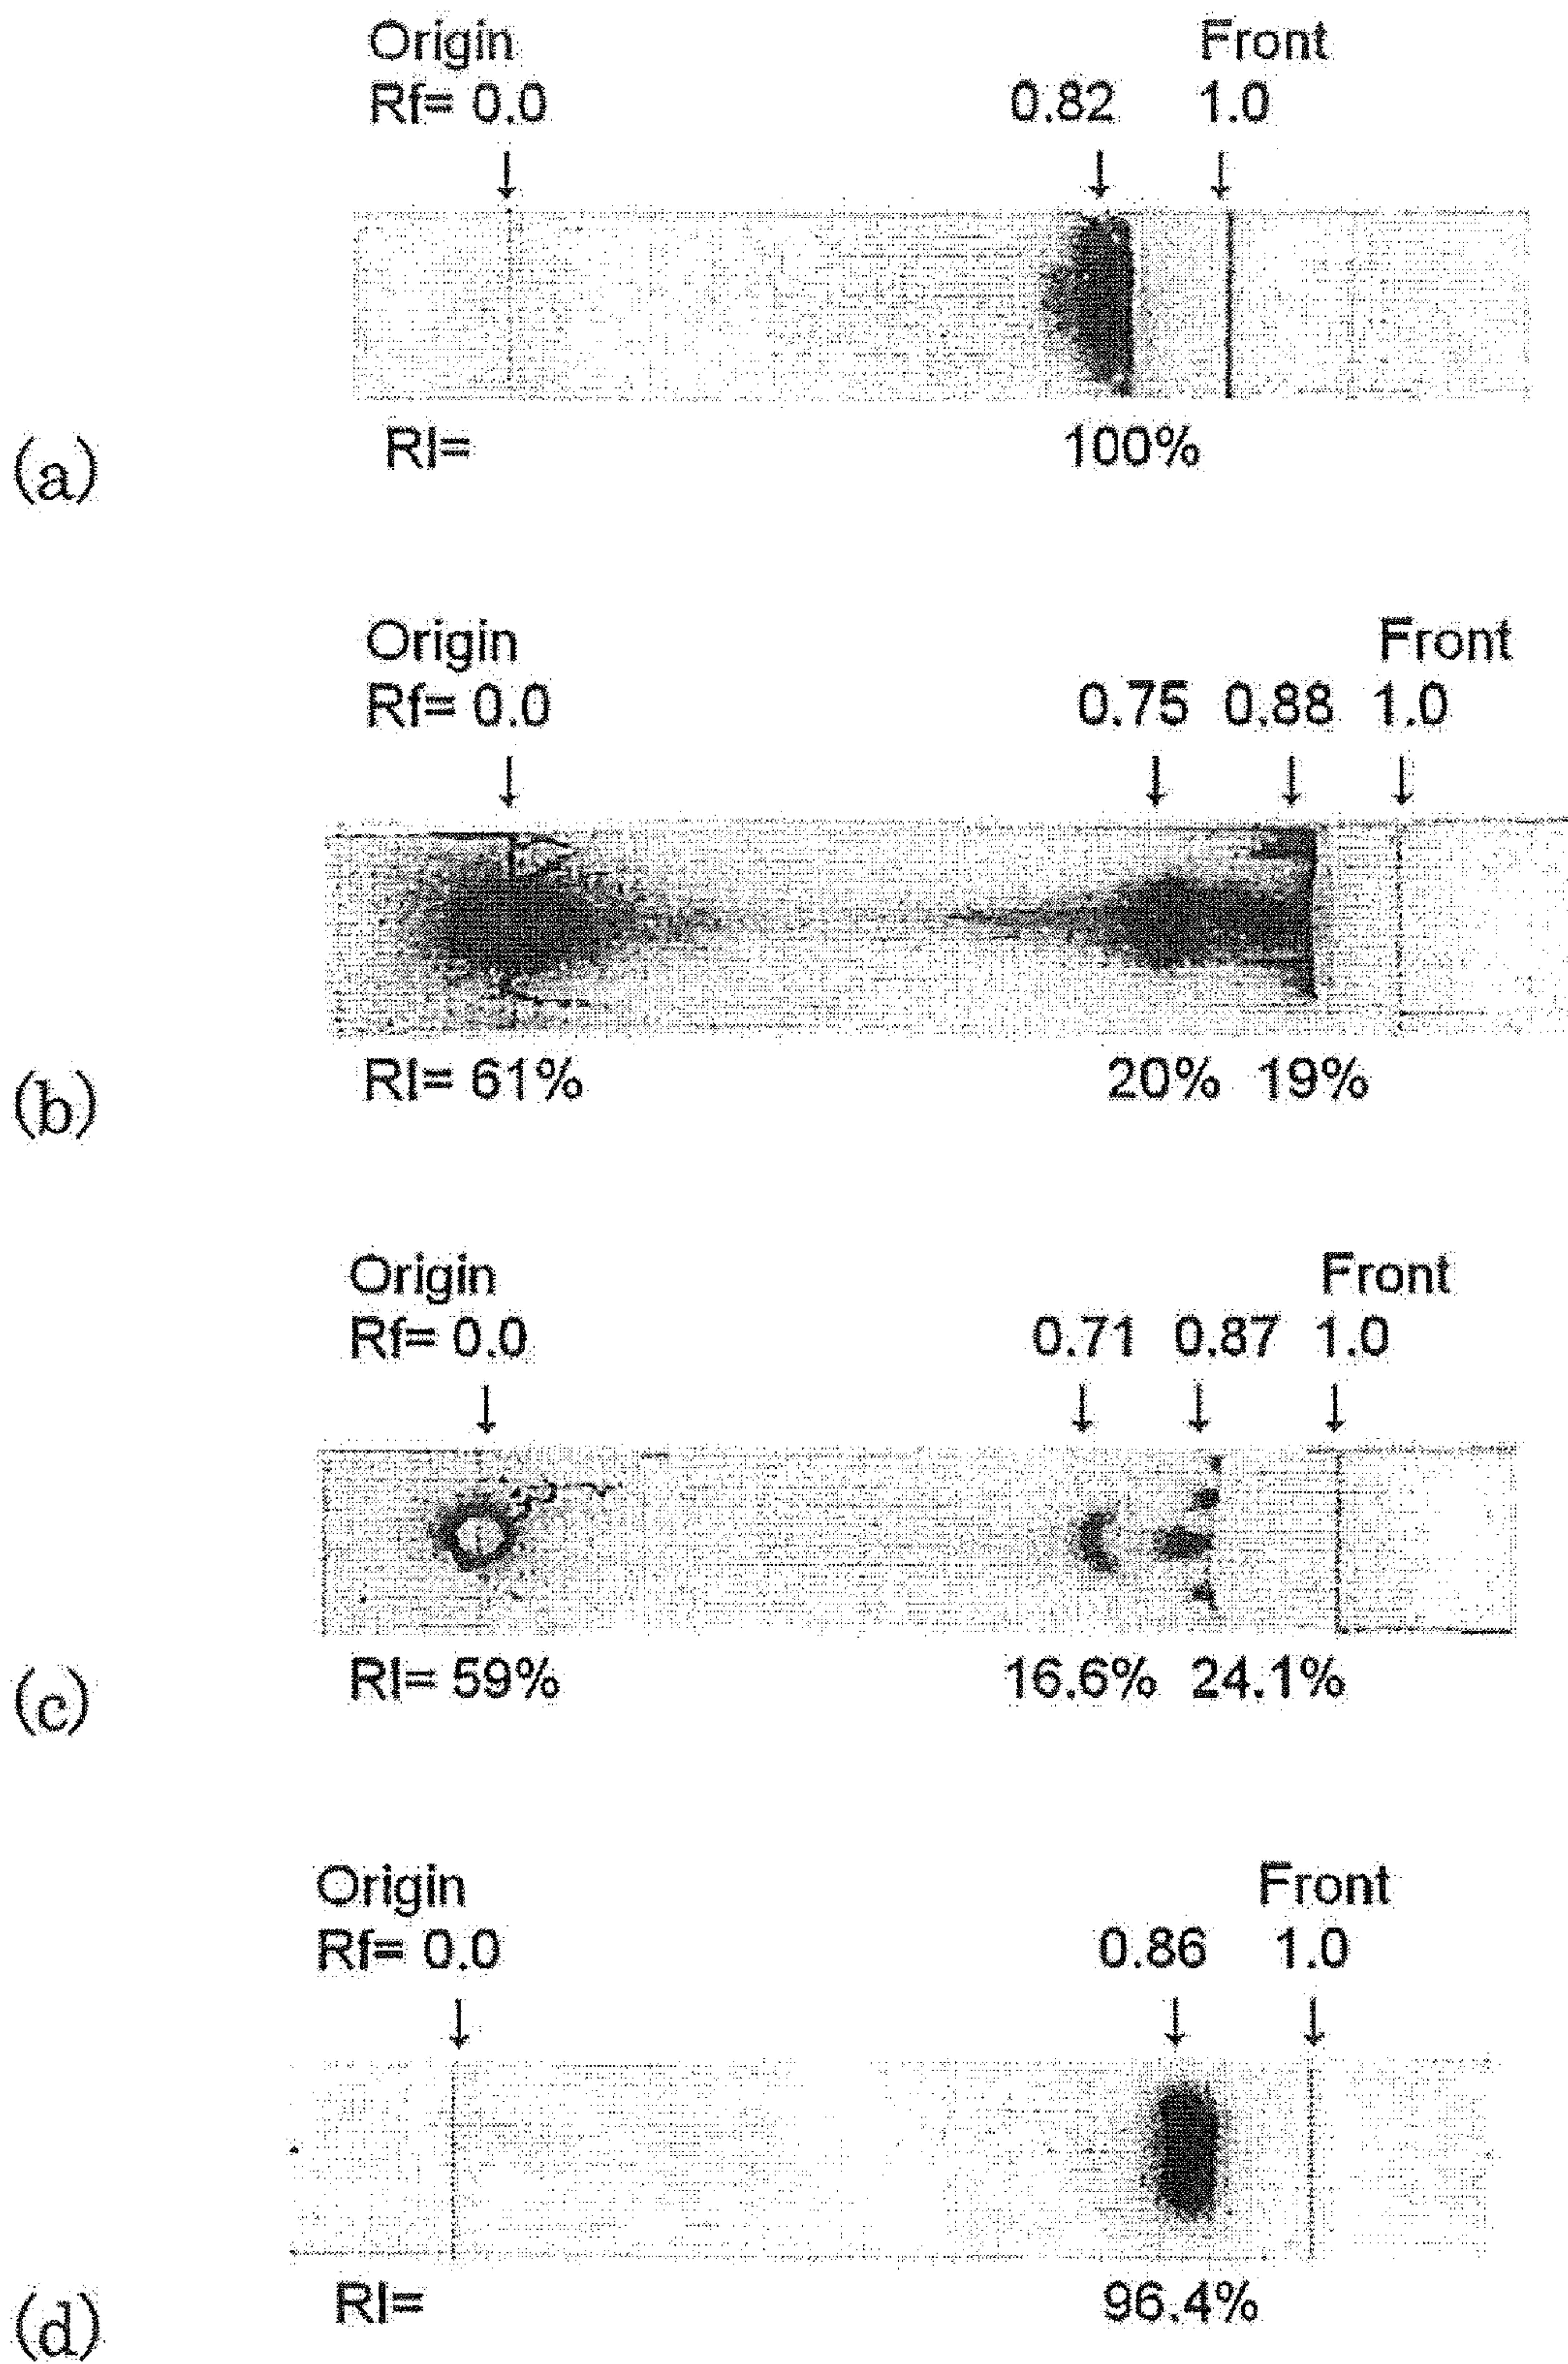 Origin Front
Rf= 0.0 0.82 1.0
RI= 100%
(a)
Origin Front
Rf= 0.0 0.75 0.88 1.0
RI= 61% 20% 19%
(b)
Origin Front
Rf= 0.0 0.71 0.87 1.0
RI= 59% 16.6% 24.1%
(c)
Origin Front
Rf= 0.0 0.86 1.0
RI= 96.4%
(d)